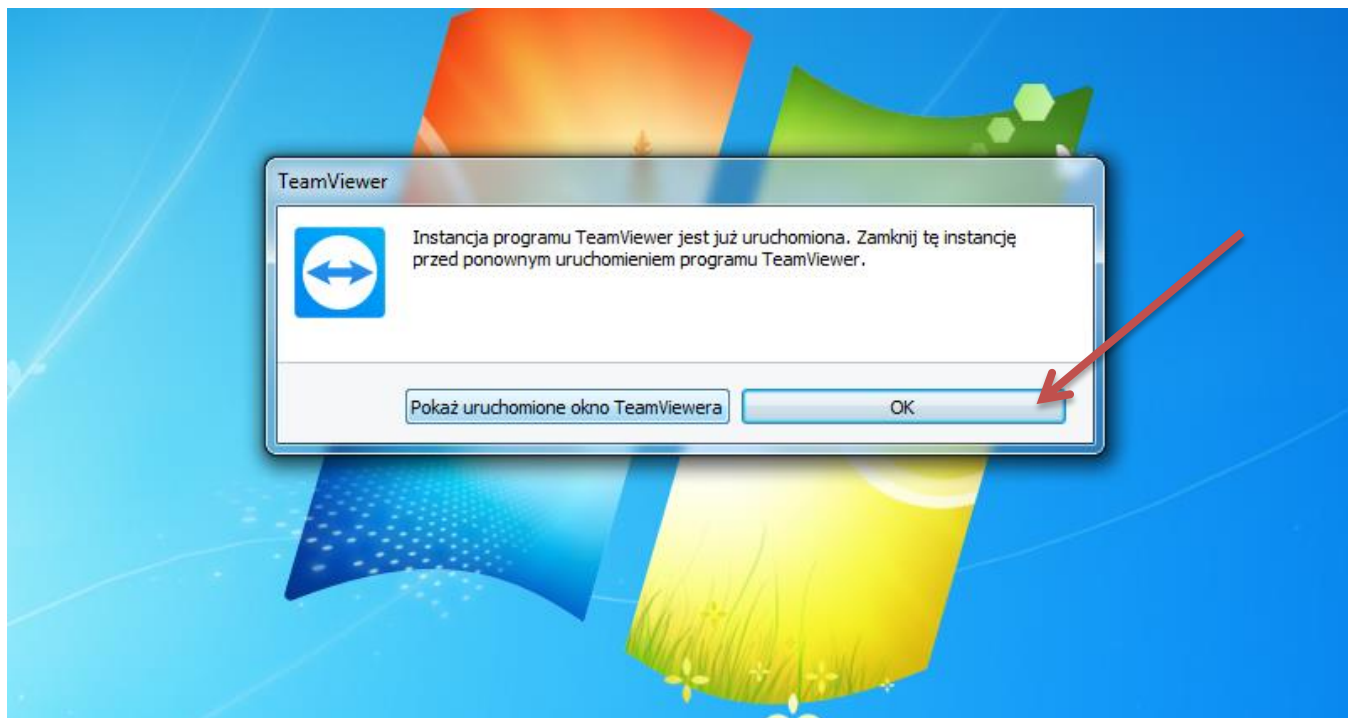 TeamViewer
Instancja programu TeamViewer jest już uruchomiona. Zamknij tę instancję
przed ponownym uruchomieniem programu TeamViewer.
Pokaż uruchomione okno TeamViewera
OK